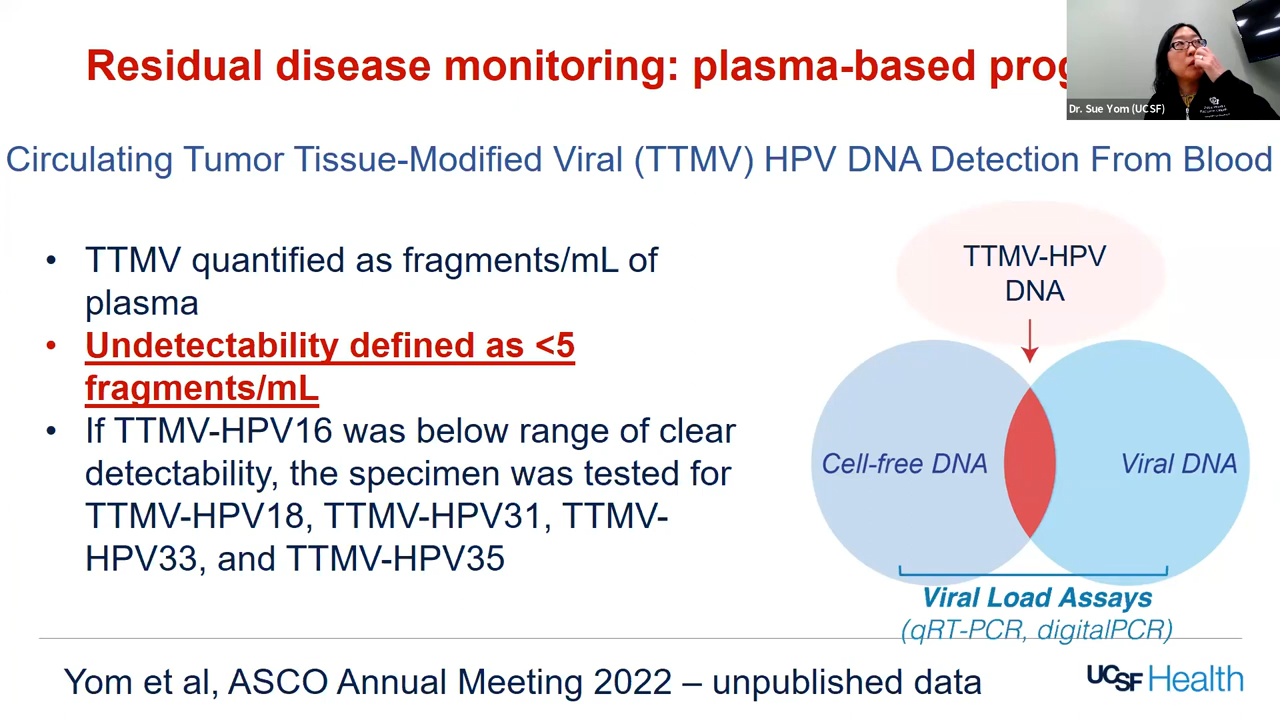 Residual disease monitoring: plasma-based prog
Dr. Sue Yom (UCSF)
Circulating Tumor Tissue-Modified Viral (TTMV) HPV DNA Detection From Blood
• TTMV quantified as fragments/mL of
plasma
• Undetectability defined as <5
fragments/mL
• If TTMV-HPV16 was below range of clear
detectability, the specimen was tested for
TTMV-HPV18, TTMV-HPV31, TTMV-
HPV33, and TTMV-HPV35
TTMV-HPV
DNA
Cell-free DNA
Viral DNA
Viral Load Assays
(qRT-PCR, digitalPCR)
Yom et al, ASCO Annual Meeting 2022 – unpublished data
UCSF Health